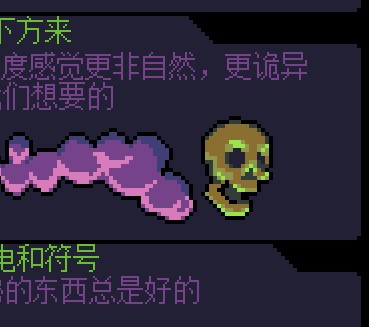 下方来
度感觉更非自然，更诡异
们想要的
电和符号
的东西总是好的